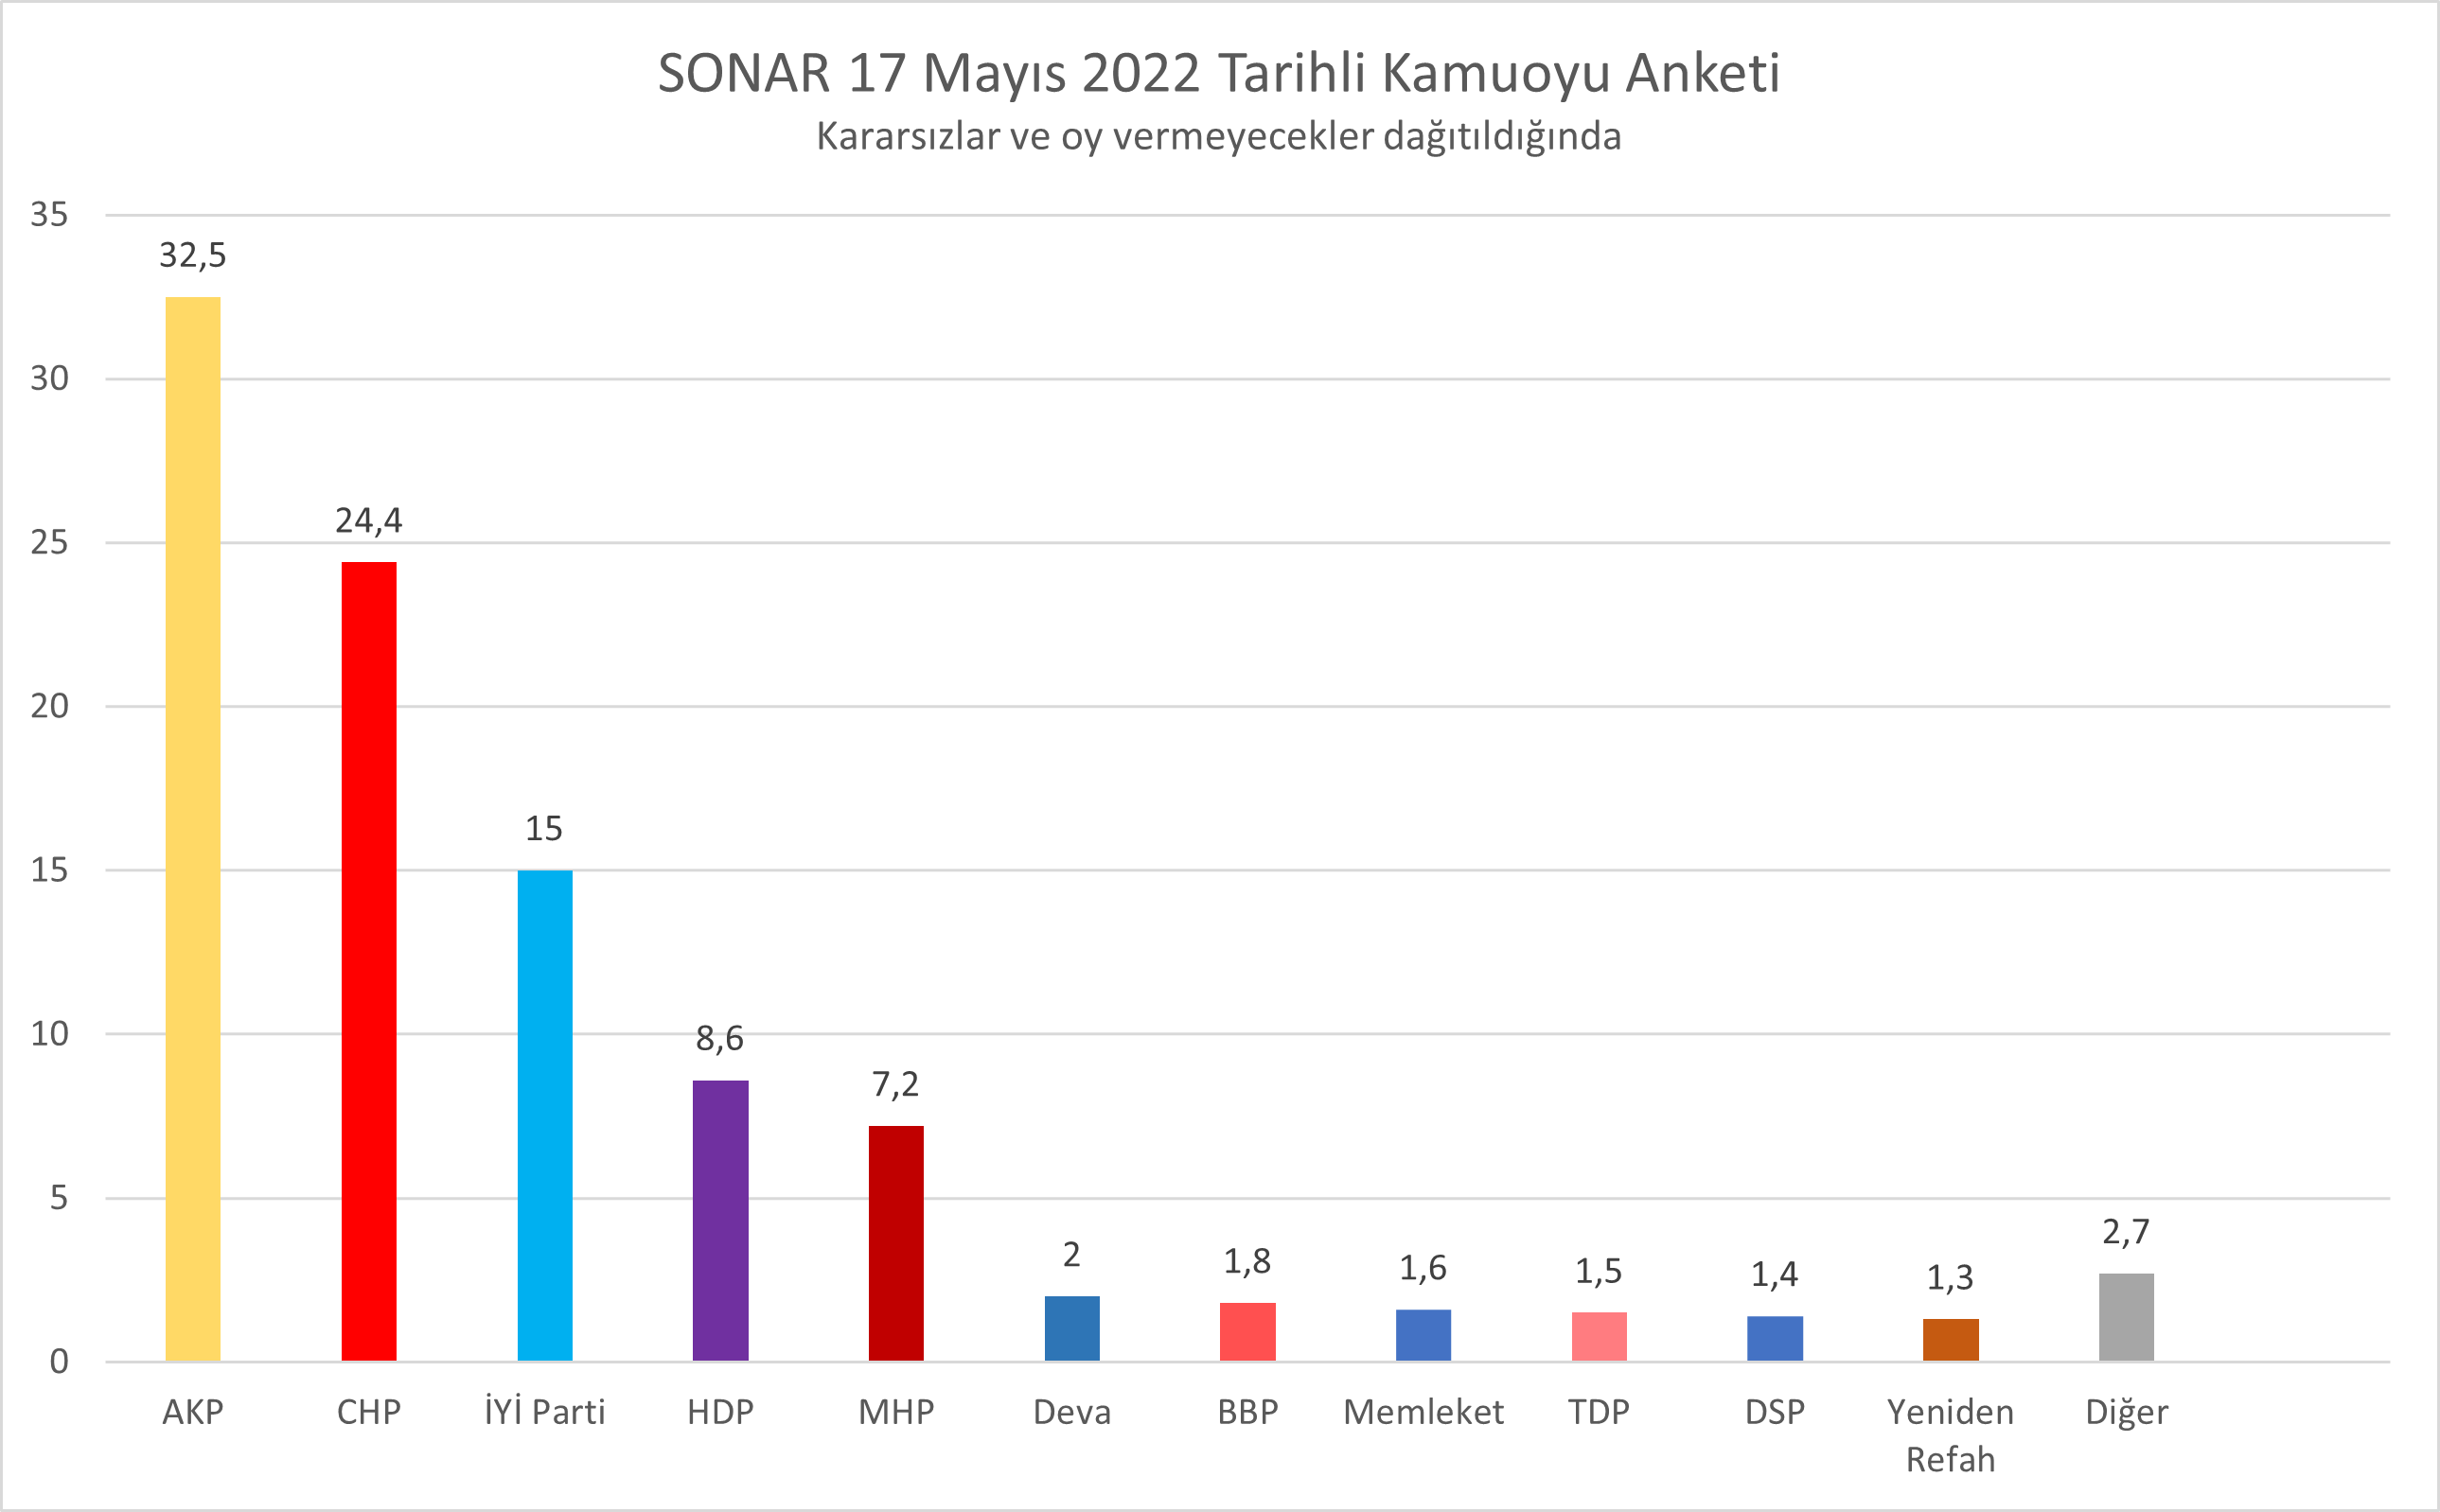 SONAR 17 Mayıs 2022 Tarihli Kamuoyu Anketi
Kararsızlar ve oy vermeyecekler dağıtıldığında
35
32,5
30
24,4
25
20
15
15
10
8,6
7,2
5
2
1,8
1,6
1,5
1,4
1,3
2,7
0
AKP
CHP
İYİ Parti
HDP
MHP
Deva
BBP
Memleket
TDP
DSP
Yeniden
Refah
Diğer